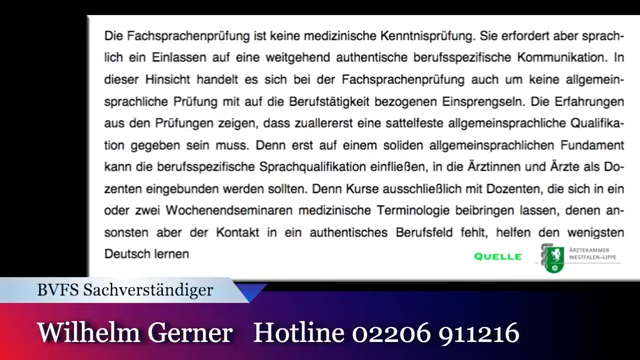 Die Fachsprachenprüfung ist keine medizinische Kenntnisprüfung. Sie erfordert aber sprach-
lich ein Einlassen auf eine weitgehend authentische berufsspezifische Kommunikation. In
dieser Hinsicht handelt es sich bei der Fachsprachenprüfung auch um keine allgemein-
sprachliche Prüfung mit auf die Berufstätigkeit bezogenen Einsprengseln. Die Erfahrungen
aus den Prüfungen zeigen, dass zuallererst eine sattelfeste allgemeinsprachliche Qualifika-
tion gegeben sein muss. Denn erst auf einem soliden allgemeinsprachlichen Fundament
kann die berufsspezifische Sprachqualifikation einfließen, in die Ärztinnen und Ärzte als Do-
zenten eingebunden werden sollten. Denn Kurse ausschließlich mit Dozenten, die sich in ein
oder zwei Wochenendseminaren medizinische Terminologie beibringen lassen, denen an-
sonsten aber der Kontakt in ein authentisches Berufsfeld fehlt, helfen den wenigsten
Deutsch lernen
QUELLE
ÄRZTEKAMMER
WESTFALEN-LIPPE
BVFS Sachverständiger
Wilhelm Gerner Hotline 02206 911216